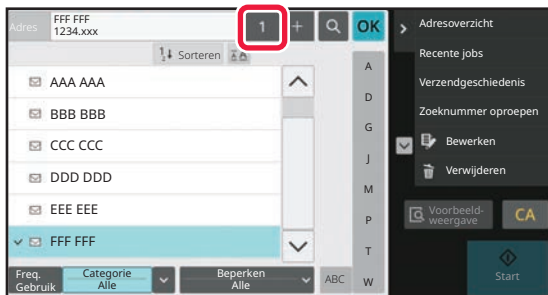 Adres
FFF FFF
1234.xxx
1
+
OK
Sorteren
AAA AAA
BBB BBB
CCC CCC
DDD DDD
EEE EEE
FFF FFF
A
D
G
J
M
P
T
W
Freq.
Gebruik
Categorie
Alle
Beperken
Alle
ABC
Adresoverzicht
Recente jobs
Verzendgeschiedenis
Zoeknummer oproepen
Bewerken
Verwijderen
Voorbeeld-
weergave
CA
Start